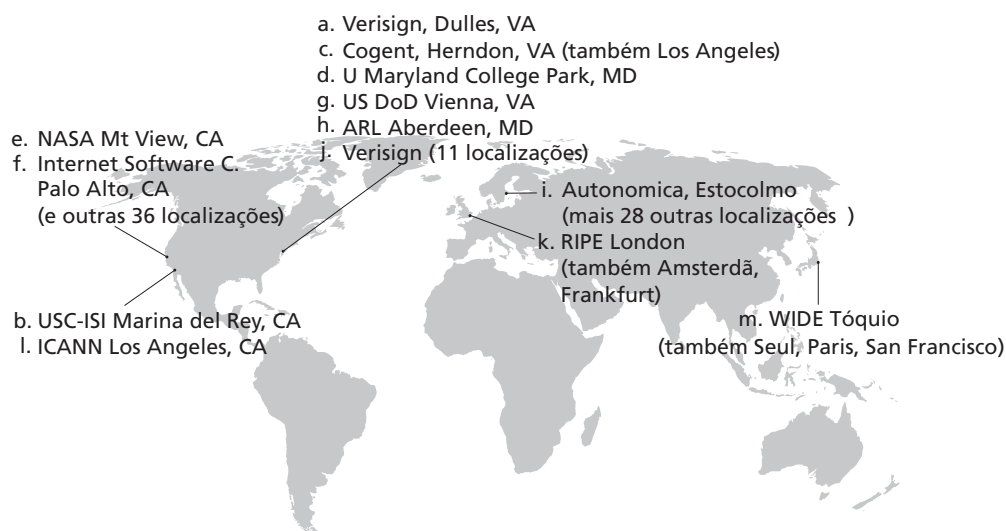 a. Verisign, Dulles, VA
c. Cogent, Herndon, VA (também Los Angeles)
d. U Maryland College Park, MD
g. US DoD Vienna, VA
h. ARL Aberdeen, MD
j. Verisign (11 localizações)
e. NASA Mt View, CA
f. Internet Software C.
Palo Alto, CA
(e outras 36 localizações)
i. Autonomica, Estocolmo
(mais 28 outras localizações )
k. RIPE London
(também Amsterdã,
Frankfurt)
b. USC-ISI Marina del Rey, CA
l. ICANN Los Angeles, CA
m. WIDE Tóquio
(também Seul, Paris, San Francisco)